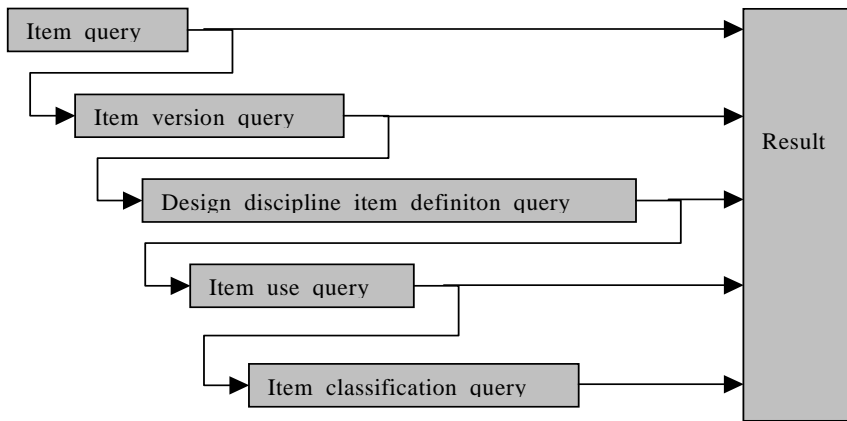 Item query
Item version query
Result
Design discipline item definiton query
Item use query
Item classification query